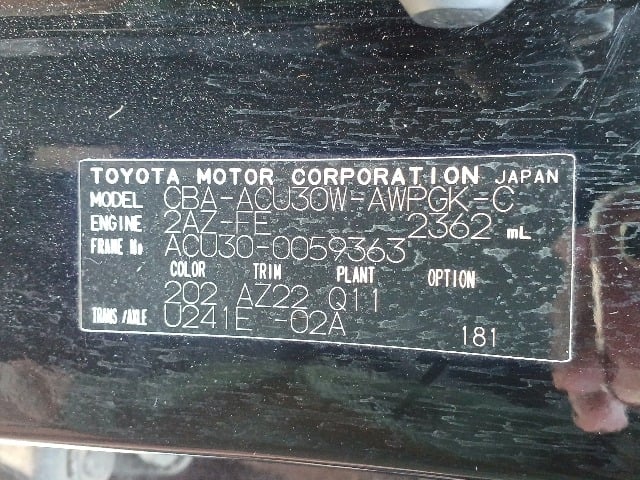 TOYOTA MOTOR CORPORATION JAPAN
MODEL CBA-ACU30W-AWPGK-C
ENGINE 2AZ-FE 2362 mL
FRAME No ACU30-0059363
COLOR TRIM PLANT OPTION
202 AZ22 Q11
TRANS/AXLE U241E -02A 181